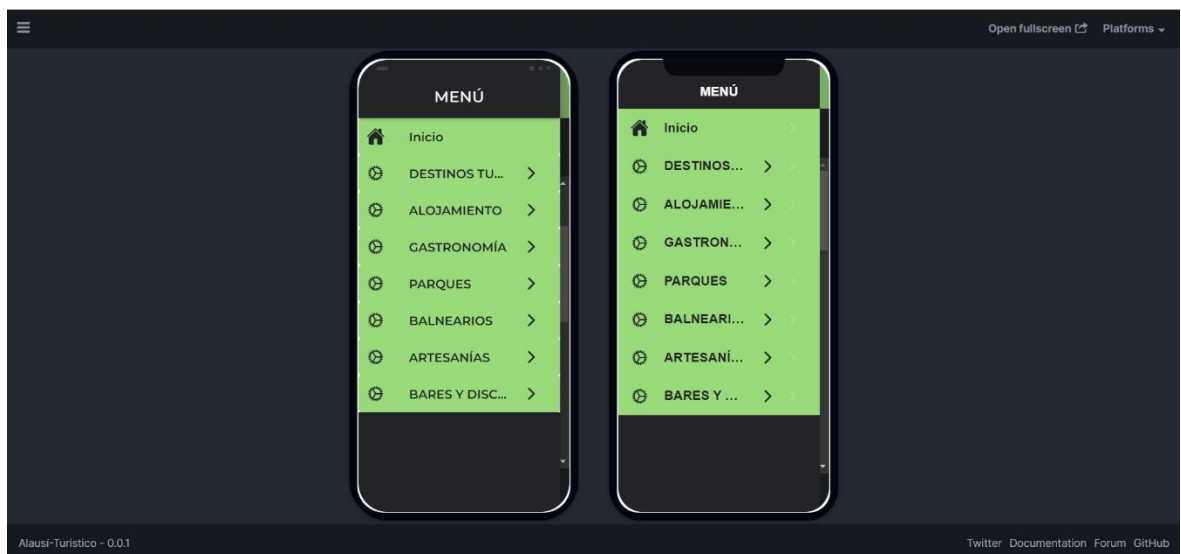 Open fullscreen Platforms
MENÚ
Inicio
DESTINOS TU...
ALOJAMIENTO
GASTRONOMÍA
PARQUES
BALNEARIOS
ARTESANÍAS
BARES Y DISC...
MENÚ
Inicio
DESTINOS...
ALOJAMIE...
GASTRON...
PARQUES
BALNEARI...
ARTESANÍ...
BARES Y ...
Alausí-Turistico - 0.0.1
Twitter Documentation Forum GitHub